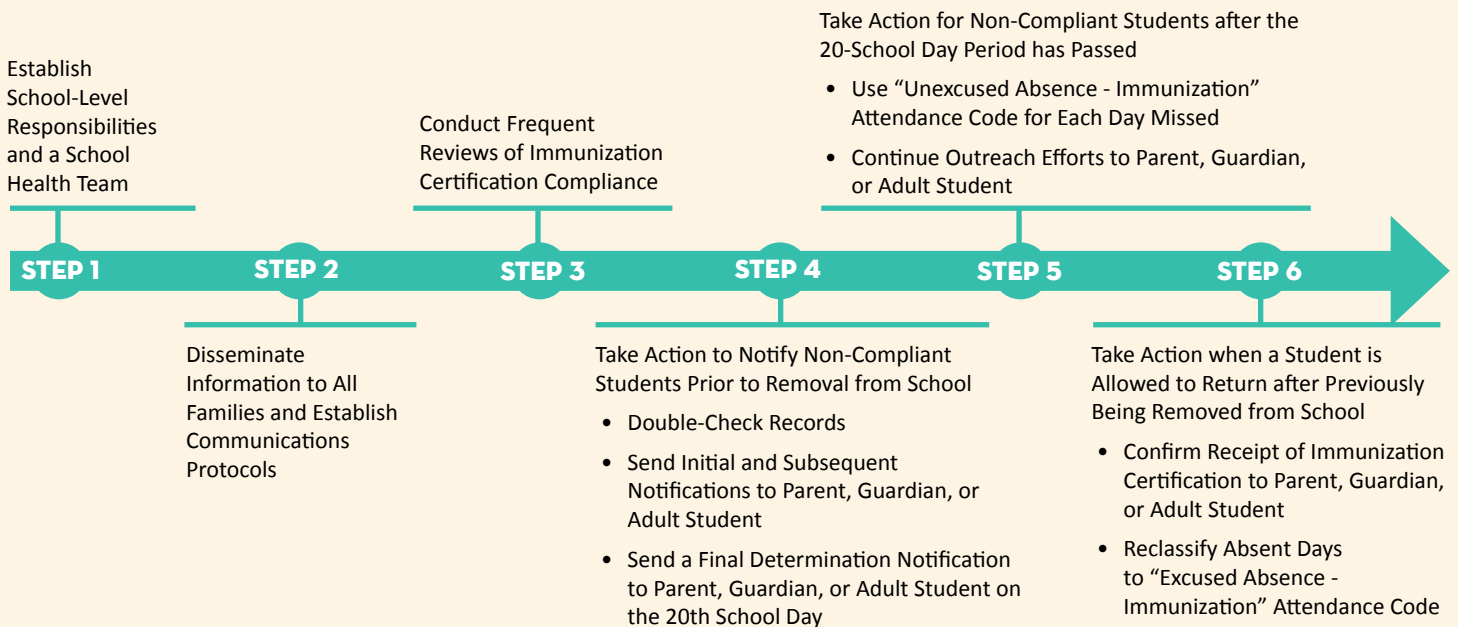 Establish
School-Level
Responsibilities
and a School
Health Team
STEP 1
STEP 2
Disseminate
Information to All
Families and Establish
Communications
Protocols
Conduct Frequent
Reviews of Immunization
Certification Compliance
STEP 3
STEP 4
Take Action to Notify Non-Compliant
Students Prior to Removal from School
• Double-Check Records
• Send Initial and Subsequent
Notifications to Parent, Guardian, or
Adult Student
• Send a Final Determination Notification
to Parent, Guardian, or Adult Student on
the 20th School Day
Take Action for Non-Compliant Students after the
20-School Day Period has Passed
• Use “Unexcused Absence - Immunization”
Attendance Code for Each Day Missed
• Continue Outreach Efforts to Parent, Guardian,
or Adult Student
STEP 5
STEP 6
Take Action when a Student is
Allowed to Return after Previously
Being Removed from School
• Confirm Receipt of Immunization
Certification to Parent, Guardian,
or Adult Student
• Reclassify Absent Days
to “Excused Absence -
Immunization” Attendance Code